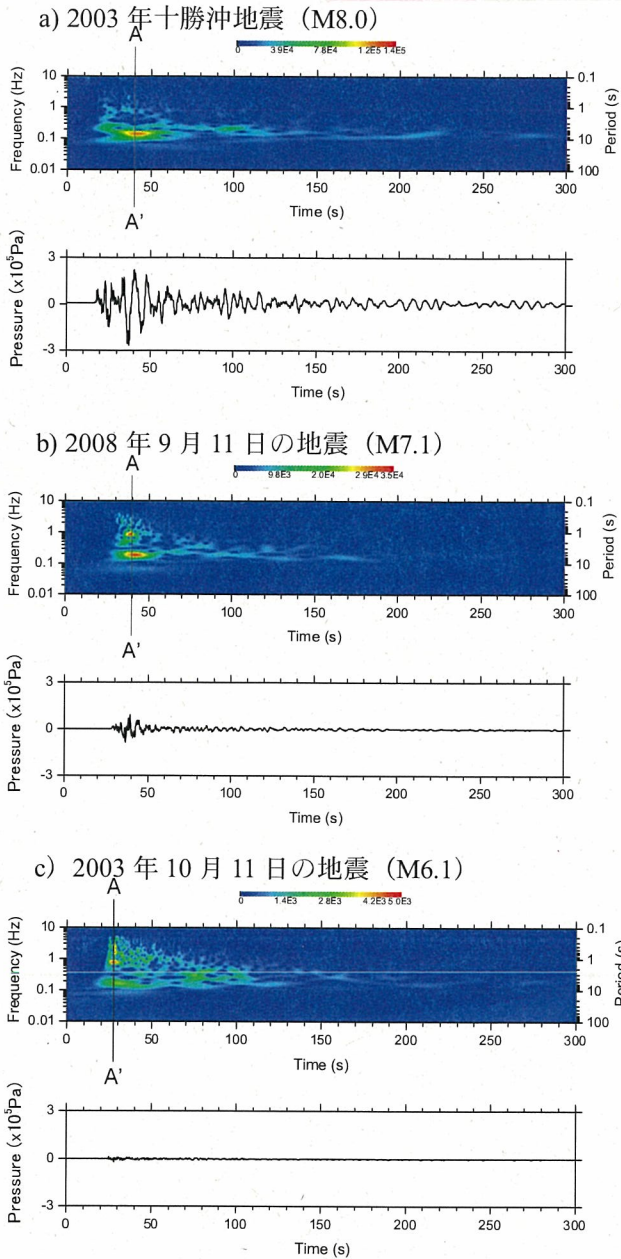 a) 2003 年十勝沖地震（M8.0）
A
0 3.9E4 7.8E4 1.2E5 1.4E5
Frequency (Hz)
10
1
0.1
0.01
0.1
1
10
100
Period (s)
0 50 100 150 200 250 300
Time (s)
A'
Pressure (x10⁵Pa)
3
0
-3
0 50 100 150 200 250 300
Time (s)
b) 2008 年 9 月 11 日の地震（M7.1）
A
0 9.8E3 2.0E4 2.9E4 3.5E4
Frequency (Hz)
10
1
0.1
0.01
0.1
1
10
100
Period (s)
0 50 100 150 200 250 300
Time (s)
A'
Pressure (x10⁵Pa)
3
0
-3
0 50 100 150 200 250 300
Time (s)
c) 2003 年 10 月 11 日の地震（M6.1）
A
0 1.4E3 2.8E3 4.2E3 5.0E3
Frequency (Hz)
10
1
0.1
0.01
0.1
1
10
100
Period (s)
0 50 100 150 200 250 300
Time (s)
A'
Pressure (x10⁵Pa)
3
0
-3
0 50 100 150 200 250 300
Time (s)